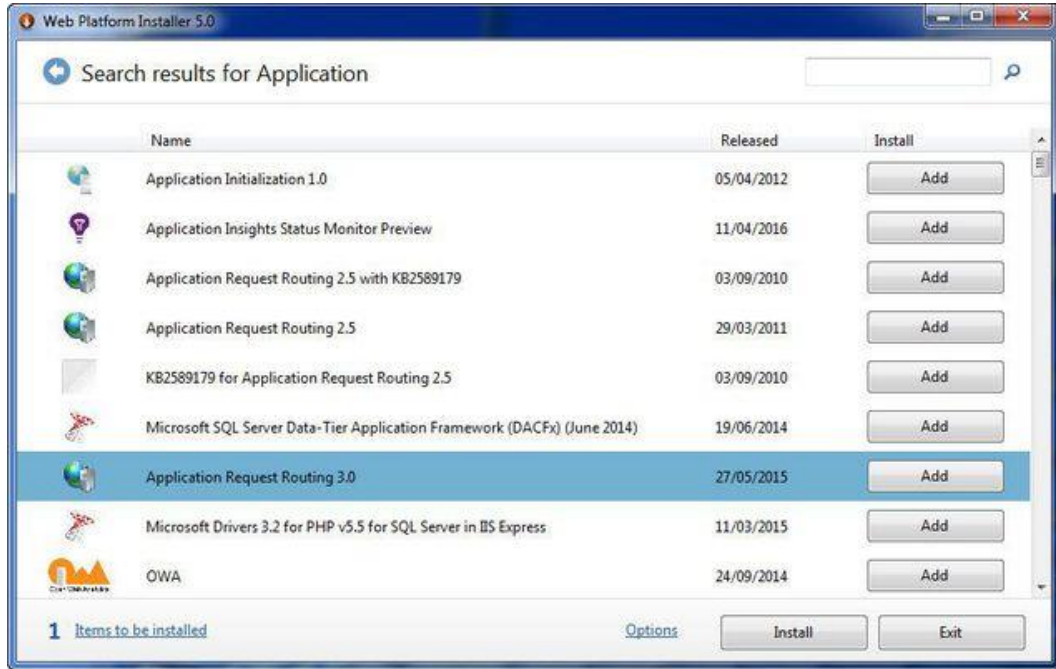 Web Platform Installer 5.0
Search results for Application
Name Released Install
Application Initialization 1.0 05/04/2012 Add
Application Insights Status Monitor Preview 11/04/2016 Add
Application Request Routing 2.5 with KB2589179 03/09/2010 Add
Application Request Routing 2.5 29/03/2011 Add
KB2589179 for Application Request Routing 2.5 03/09/2010 Add
Microsoft SQL Server Data-Tier Application Framework (DACFx) (June 2014) 19/06/2014 Add
Application Request Routing 3.0 27/05/2015 Add
Microsoft Drivers 3.2 for PHP v5.5 for SQL Server in IIS Express 11/03/2015 Add
OWA 24/09/2014 Add
1 Items to be installed Options Install Exit